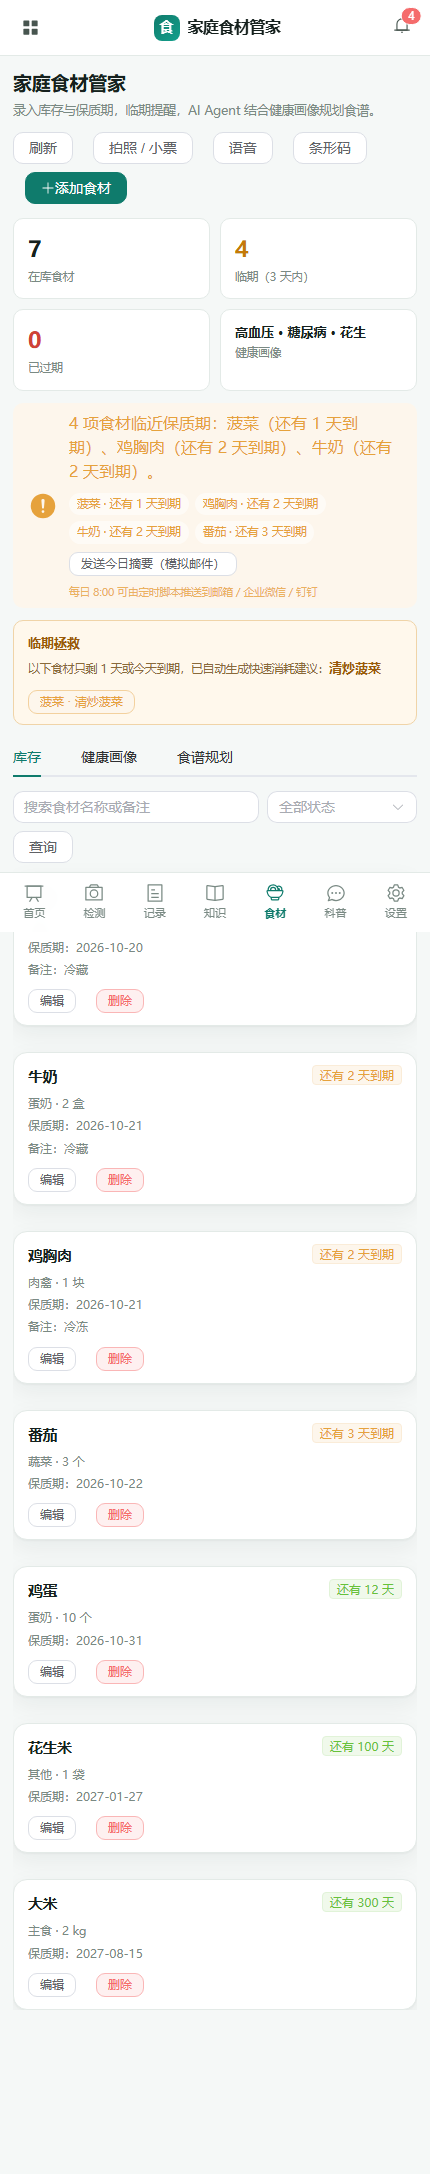 食 家庭食材管家
4
家庭食材管家
录入库存与保质期，临期提醒，AI Agent 结合健康画像规划食谱。
刷新 拍照 / 小票 语音 条形码
＋添加食材
7
在库食材
4
临期（3 天内）
0
已过期
高血压 • 糖尿病 • 花生
健康画像
4 项食材临近保质期：菠菜（还有 1 天到
期）、鸡胸肉（还有 2 天到期）、牛奶（还有
2 天到期）。
菠菜 · 还有 1 天到期 鸡胸肉 · 还有 2 天到期
牛奶 · 还有 2 天到期 番茄 · 还有 3 天到期
发送今日摘要（模拟邮件）
每日 8:00 可由定时脚本推送到邮箱 / 企业微信 / 钉钉
临期拯救
以下食材只剩 1 天或今天到期，已自动生成快速消耗建议：清炒菠菜
菠菜 · 清炒菠菜
库存 健康画像 食谱规划
搜索食材名称或备注 全部状态
查询
首页 检测 记录 知识 食材 科普 设置
保质期：2026-10-20
备注：冷藏
编辑 删除
牛奶 还有 2 天到期
蛋奶 · 2 盒
保质期：2026-10-21
备注：冷藏
编辑 删除
鸡胸肉 还有 2 天到期
肉禽 · 1 块
保质期：2026-10-21
备注：冷冻
编辑 删除
番茄 还有 3 天到期
蔬菜 · 3 个
保质期：2026-10-22
编辑 删除
鸡蛋 还有 12 天
蛋奶 · 10 个
保质期：2026-10-31
编辑 删除
花生米 还有 100 天
其他 · 1 袋
保质期：2027-01-27
编辑 删除
大米 还有 300 天
主食 · 2 kg
保质期：2027-08-15
编辑 删除